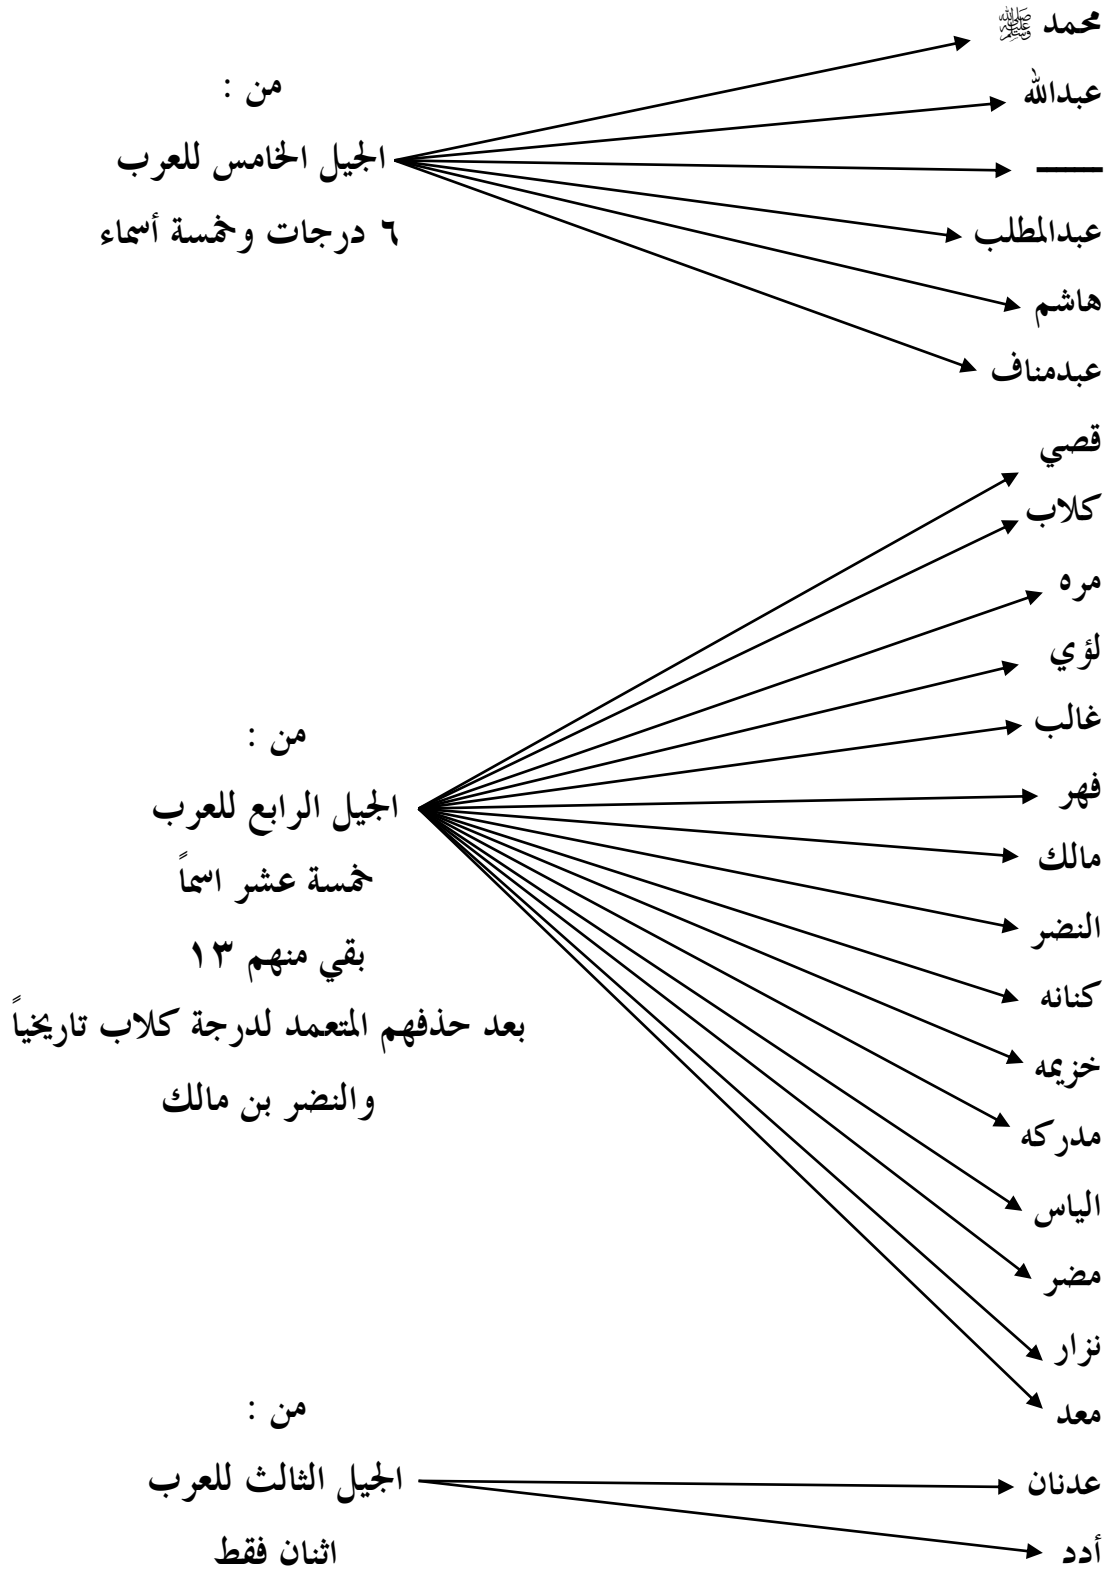 محمد ﷺ
عبدالله
ـــــــ
عبدالمطلب
هاشم
عبدمناف
من :
الجيل الخامس للعرب
٦ درجات وخمسة أسماء
قصي
كلاب
مره
لؤي
غالب
فهر
مالك
النضر
كنانه
خزيمه
مدركه
الياس
مضر
نزار
معد
من :
الجيل الرابع للعرب
خمسة عشر اسماً
بقي منهم ١٣
بعد حذفهم المتعمد لدرجة كلاب تاريخياً
والنضر بن مالك
عدنان
أدد
من :
الجيل الثالث للعرب
اثنان فقط